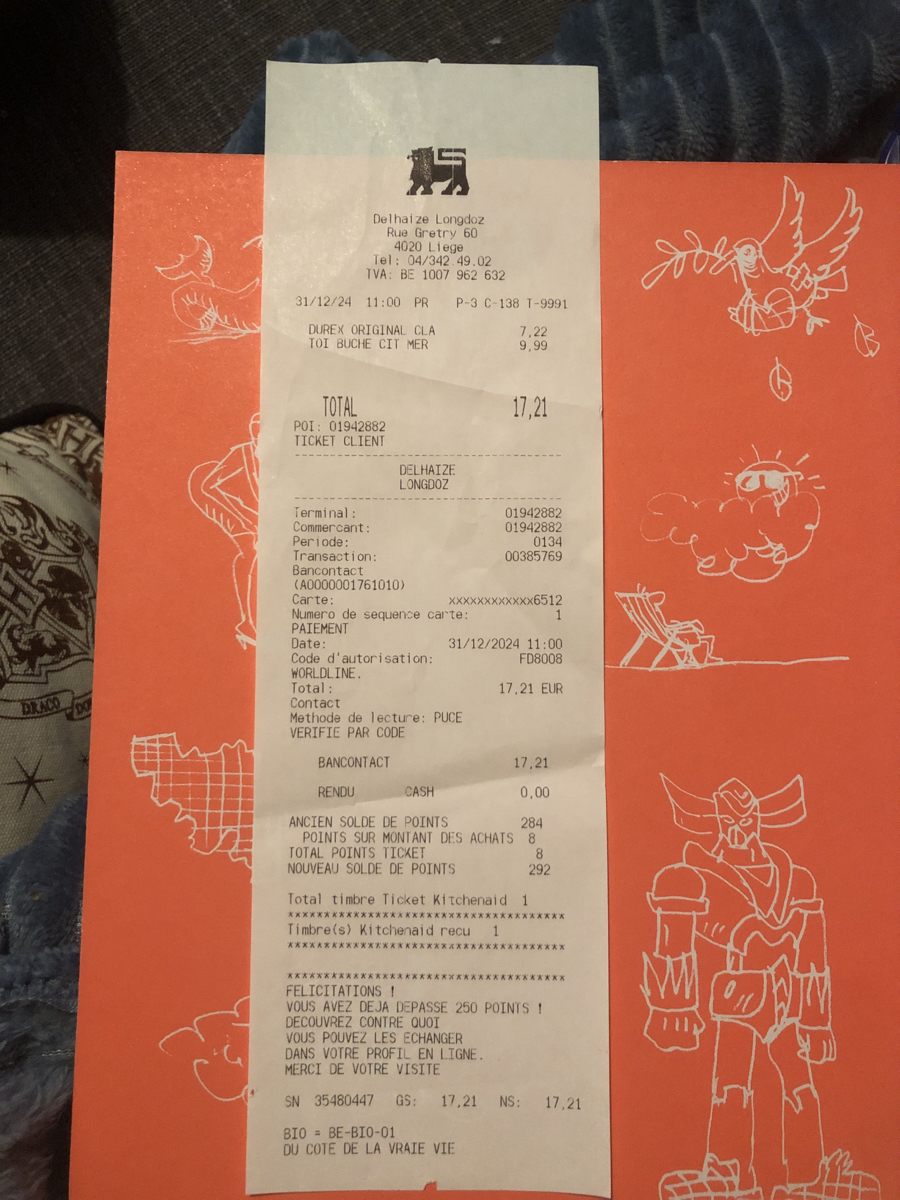 Delhaize Longdoz
Rue Gretry 60
4020 Liege
Tel: 04/342 49.02
TVA: BE 1007 962 632
31/12/24 11:00 PR P-3 C-138 T-9991
DUREX ORIGINAL CLA 7,22
TOI BUCHE CIT MER 9,99
TOTAL 17,21
POI: 01942882
TICKET CLIENT
--------------------------------------
DELHAIZE
LONGDOZ
--------------------------------------
Terminal: 01942882
Commercant: 01942882
Periode: 0134
Transaction: 00385769
Bancontact
(A0000001761010)
Carte: xxxxxxxxxxxx6512
Numero de sequence carte: 1
PAIEMENT
Date: 31/12/2024 11:00
Code d'autorisation: FD8008
WORLDLINE.
Total: 17,21 EUR
Contact
Methode de lecture: PUCE
VERIFIE PAR CODE
BANCONTACT 17,21
RENDU CASH 0,00
ANCIEN SOLDE DE POINTS 284
POINTS SUR MONTANT DES ACHATS 8
TOTAL POINTS TICKET 8
NOUVEAU SOLDE DE POINTS 292
Total timbre Ticket Kitchenaid 1
**************************************
Timbre(s) Kitchenaid recu 1
**************************************
**************************************
FELICITATIONS !
VOUS AVEZ DEJA DEPASSE 250 POINTS !
DECOUVREZ CONTRE QUOI
VOUS POUVEZ LES ECHANGER
DANS VOTRE PROFIL EN LIGNE.
MERCI DE VOTRE VISITE
SN 35480447 GS: 17,21 NS: 17,21
BIO = BE-BIO-01
DU COTE DE LA VRAIE VIE
DRACO